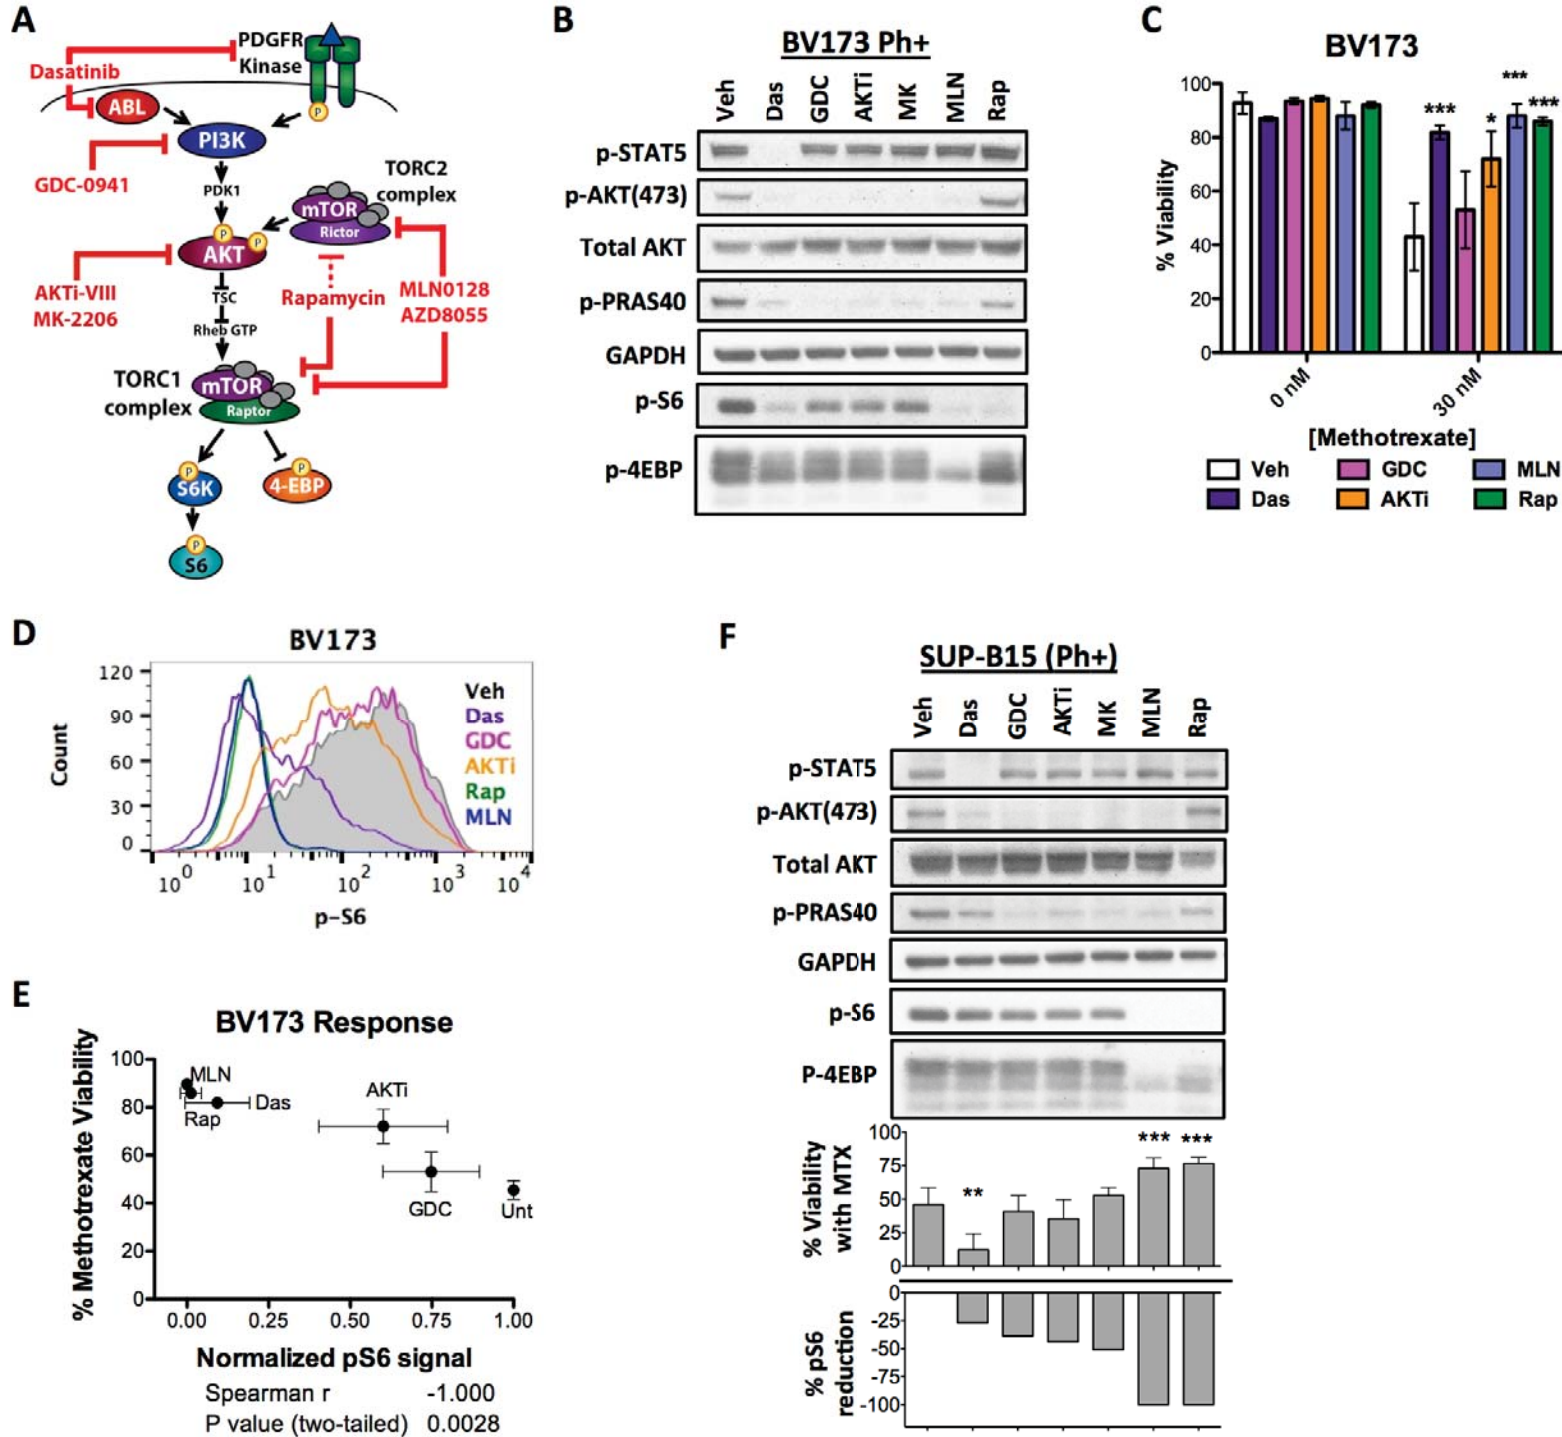 A
PDGFR
Kinase
Dasatinib
ABL
P
PI3K
GDC-0941
PDK1
TORC2
complex
mTOR
Rictor
P
P
AKT
AKTi-VIII
MK-2206
TSC
Rapamycin
MLN0128
AZD8055
Rheb GTP
TORC1
complex
mTOR
Raptor
P
S6K
P
4-EBP
P
S6
B
BV173 Ph+
Veh Das GDC AKTi MK MLN Rap
p-STAT5
p-AKT(473)
Total AKT
p-PRAS40
GAPDH
p-S6
p-4EBP
C
BV173
% Viability
100
80
60
40
20
0
*** * *** ***
0 nM 30 nM
[Methotrexate]
Veh GDC MLN
Das AKTi Rap
D
BV173
Count
120
90
60
30
0
Veh
Das
GDC
AKTi
Rap
MLN
10^0 10^1 10^2 10^3 10^4
p-S6
E
BV173 Response
% Methotrexate Viability
100
80
60
40
20
0
MLN
Rap
Das
AKTi
GDC
Unt
0.00 0.25 0.50 0.75 1.00
Normalized pS6 signal
Spearman r -1.000
P value (two-tailed) 0.0028
F
SUP-B15 (Ph+)
Veh Das GDC AKTi MK MLN Rap
p-STAT5
p-AKT(473)
Total AKT
p-PRAS40
GAPDH
p-S6
P-4EBP
% Viability
with MTX
100
75
50
25
0
** *** ***
% pS6
reduction
0
-25
-50
-75
-100